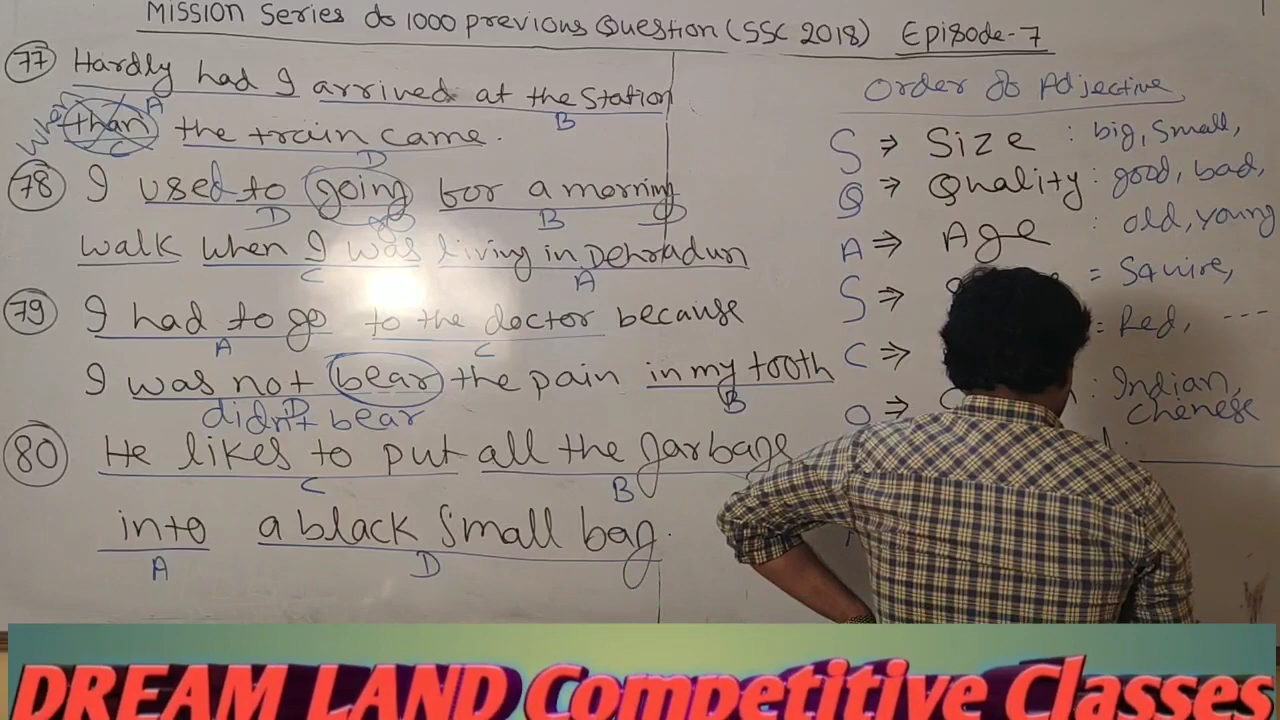 Mission Series do 1000 previous Question (SSC 2018) Episode-7
77 Hardly had I arrived at the Station
A B
When than the train came.
C D
78 I used to going for a morning
D B
walk when I was living in Dehradun
C A
79 I had to go to the doctor because
A C
I was not bear the pain in my tooth
D B
didn't bear
80 He likes to put all the garbage
C B
into a black Small bag.
A D
Order of Adjective
S ⇒ Size : big, Small,
Q ⇒ Quality : good, bad,
A ⇒ Age : old, young
S ⇒ = Squire,
C ⇒ = Red, ---
O ⇒ : Indian,
Chenese
DREAM LAND Competitive Classes